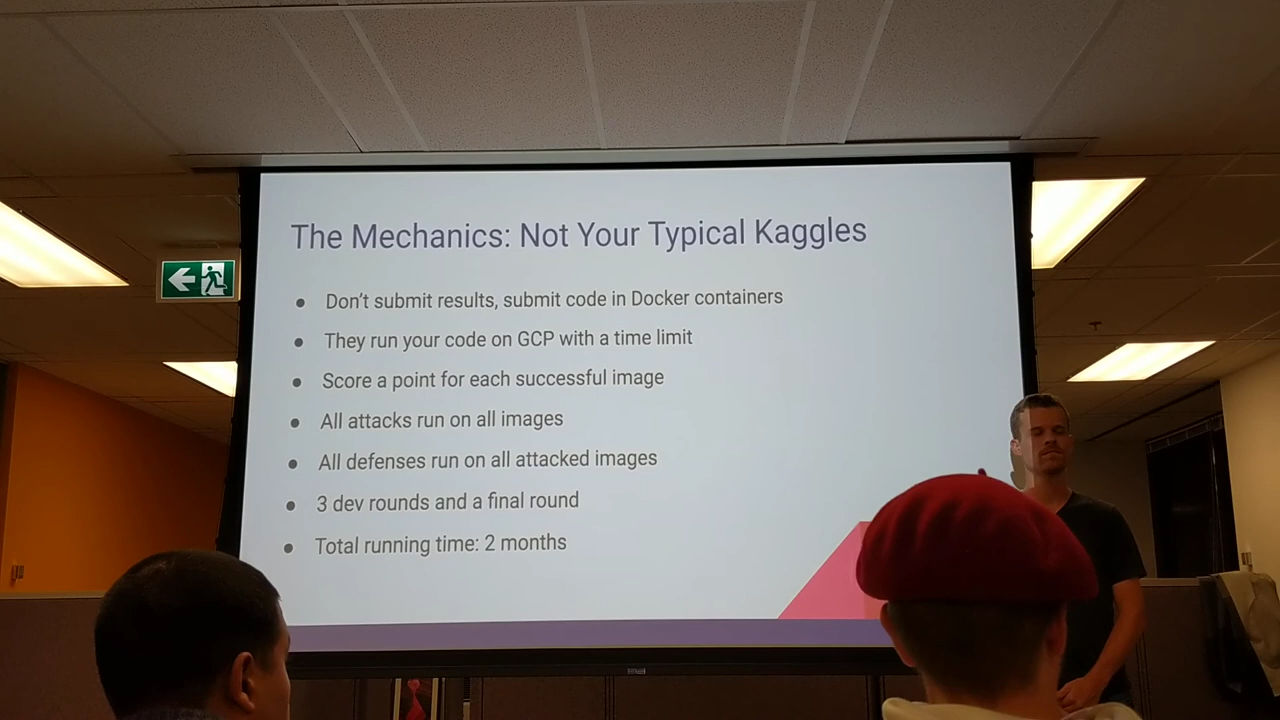 The Mechanics: Not Your Typical Kaggles
● Don't submit results, submit code in Docker containers
● They run your code on GCP with a time limit
● Score a point for each successful image
● All attacks run on all images
● All defenses run on all attacked images
● 3 dev rounds and a final round
● Total running time: 2 months